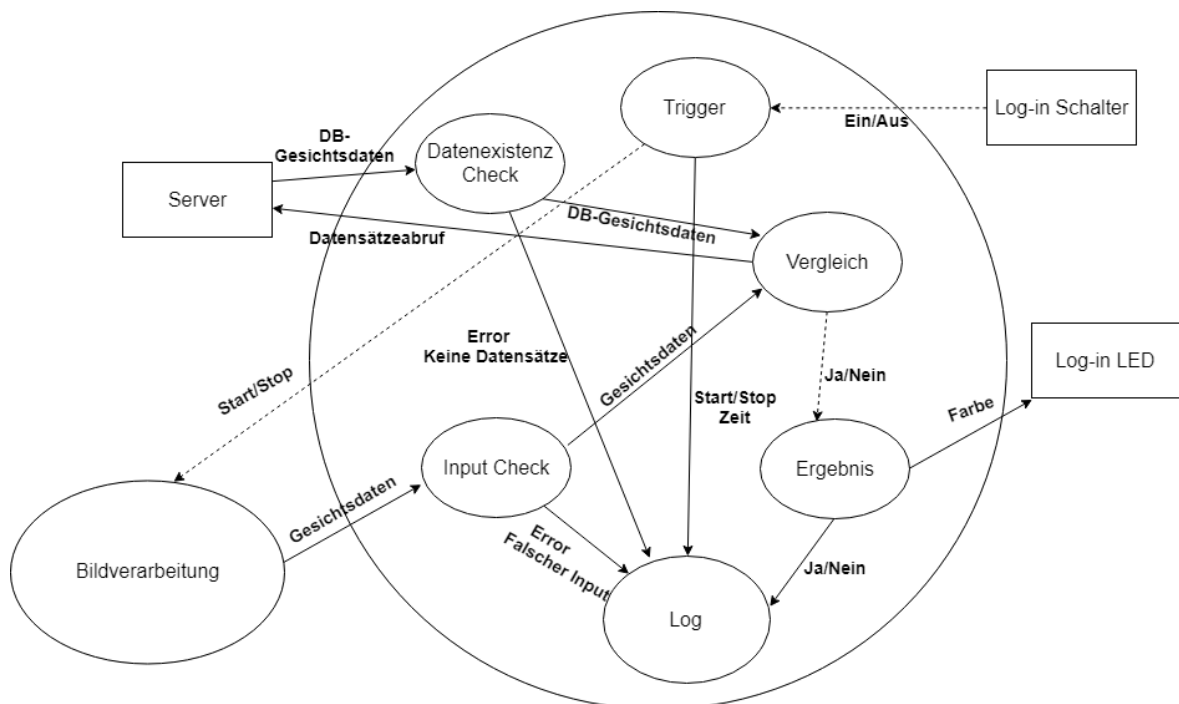 Trigger
Log-in Schalter
Ein/Aus
DB-
Gesichtsdaten
Datenexistenz
Check
Server
DB-Gesichtsdaten
Datensätzeabruf
Vergleich
Error
Keine Datensätze
Gesichtsdaten
Start/Stop
Start/Stop
Zeit
Ja/Nein
Log-in LED
Farbe
Input Check
Ergebnis
Gesichtsdaten
Bildverarbeitung
Error
Falscher Input
Ja/Nein
Log